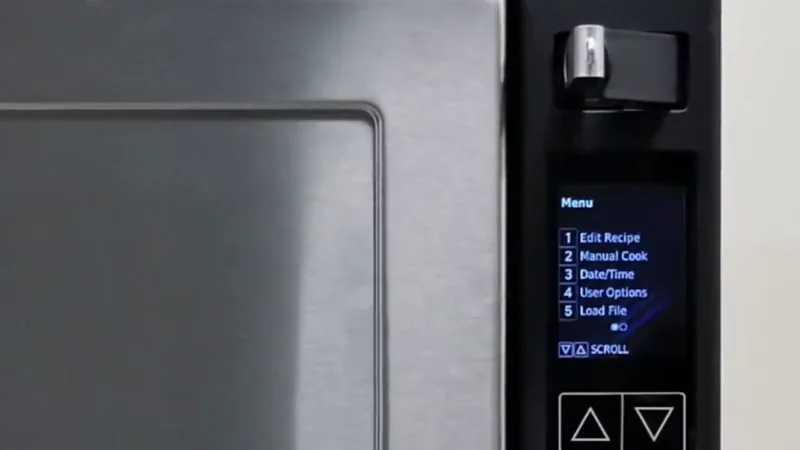 Menu
1 Edit Recipe
2 Manual Cook
3 Date/Time
4 User Options
5 Load File
▽△ SCROLL